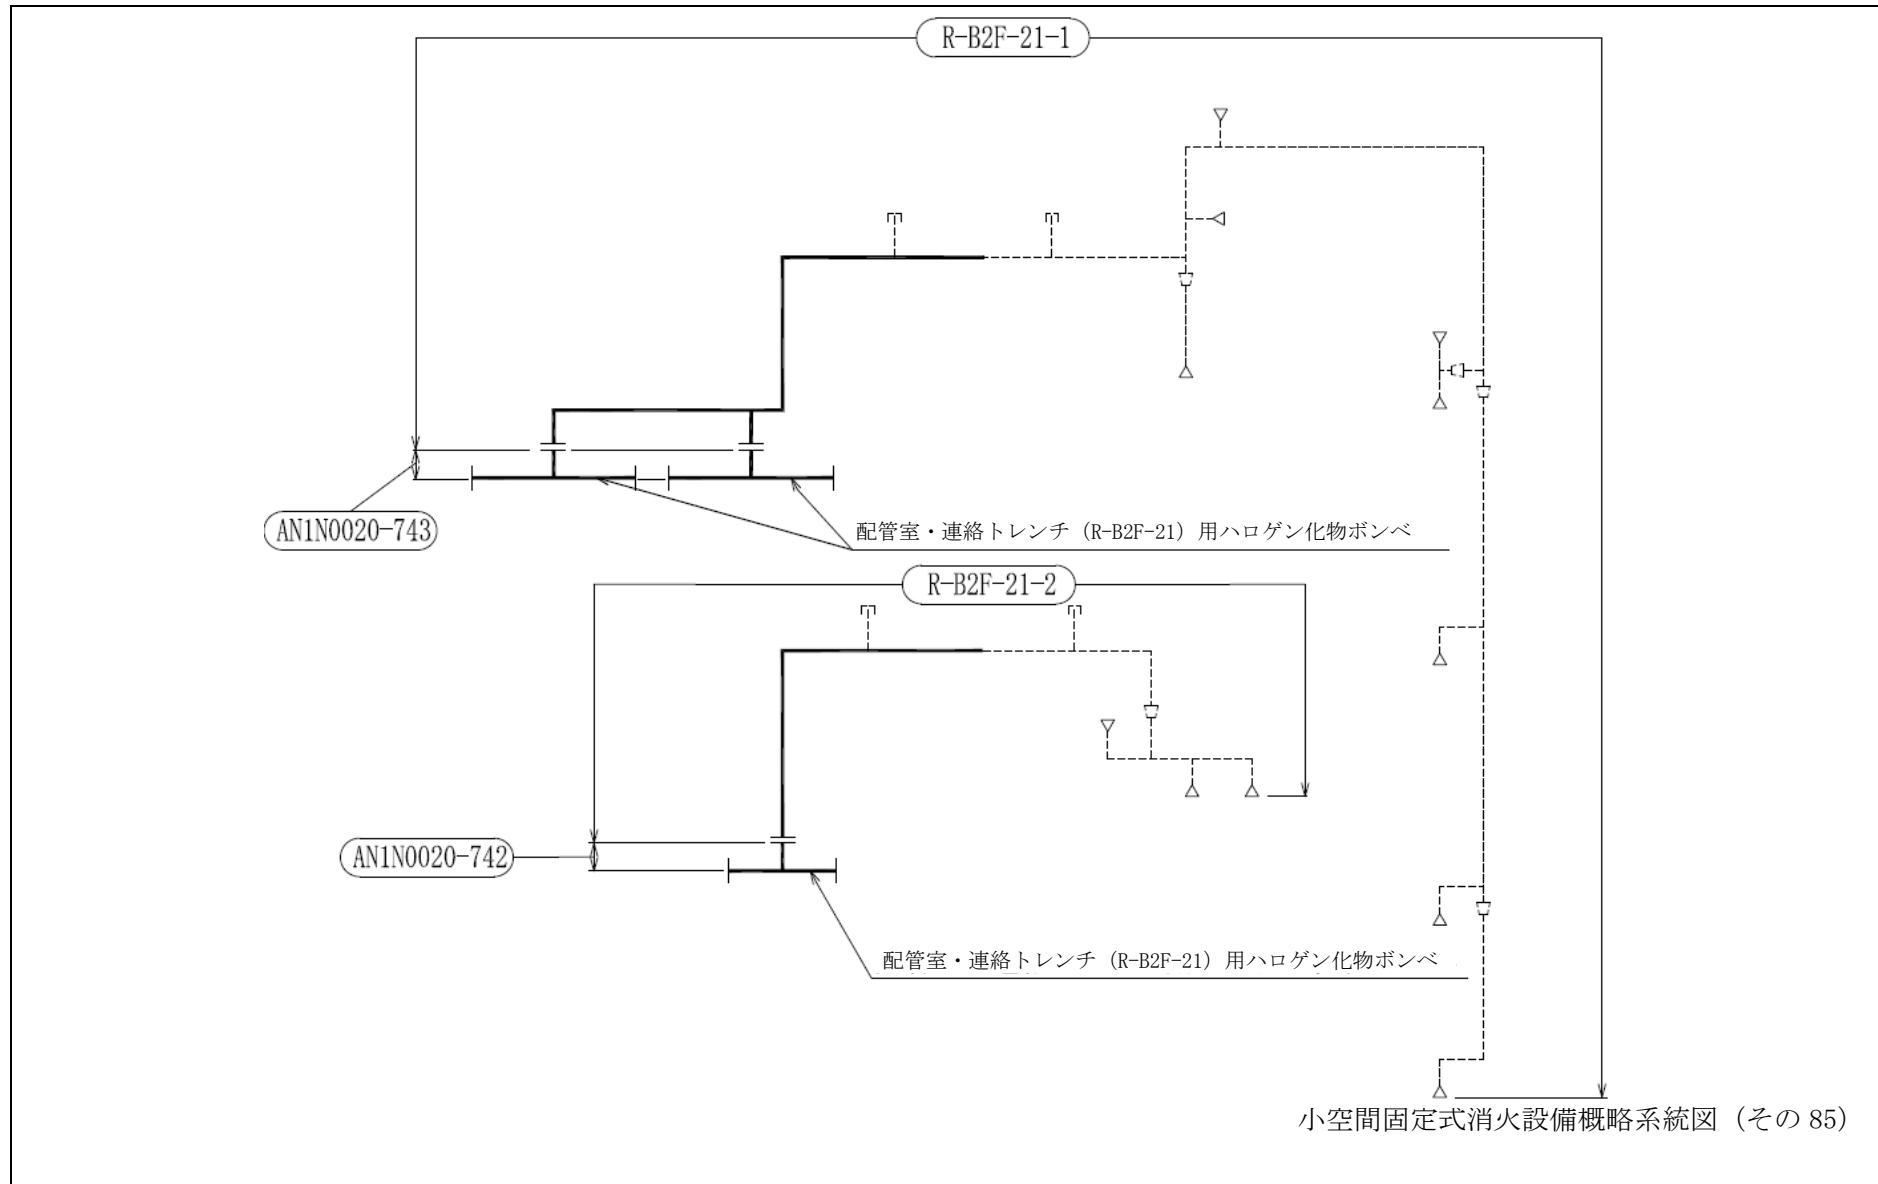 R-B2F-21-1
AN1N0020-743
配管室・連絡トレンチ（R-B2F-21）用ハロゲン化物ボンベ
R-B2F-21-2
AN1N0020-742
配管室・連絡トレンチ（R-B2F-21）用ハロゲン化物ボンベ
小空間固定式消火設備概略系統図（その 85）